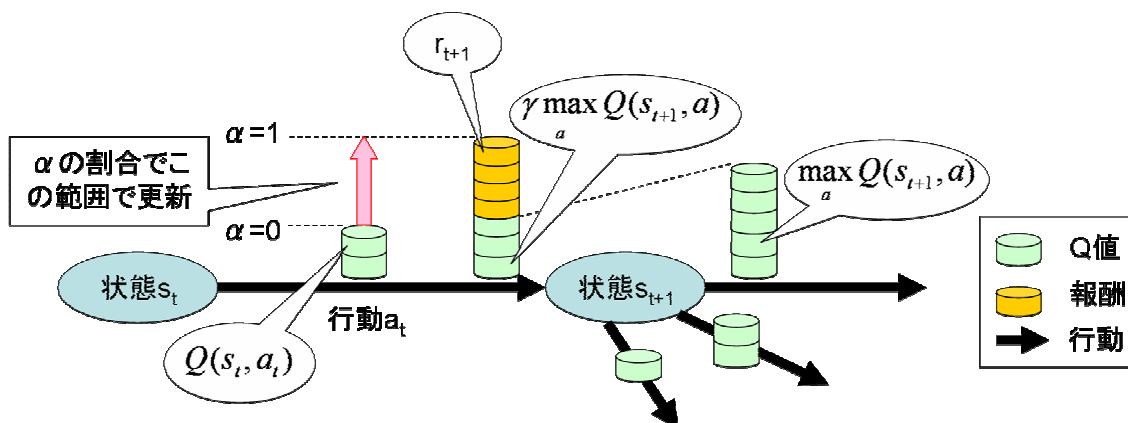 r_{t+1}
γ max_a Q(s_{t+1}, a)
α=1
αの割合でこ
の範囲で更新
α=0
max_a Q(s_{t+1}, a)
状態s_t
行動a_t
Q(s_t, a_t)
状態s_{t+1}
Q値
報酬
行動